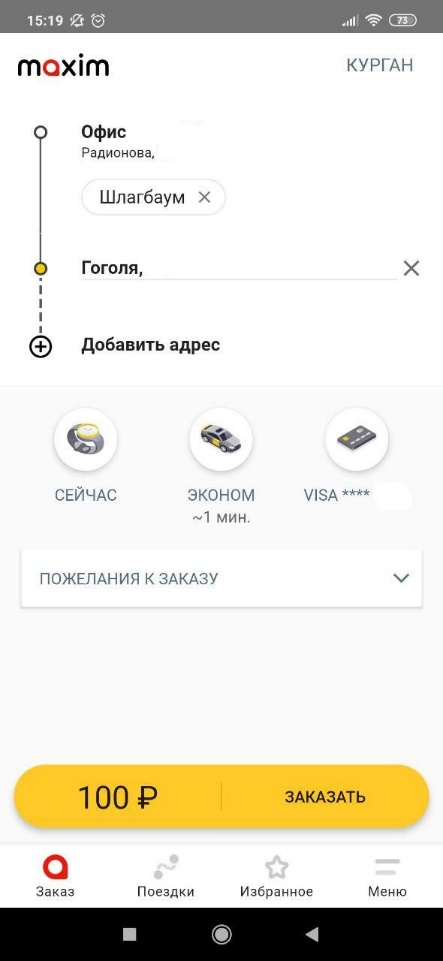 15:19
73
maxim
КУРГАН
Офис
Радионова,
Шлагбаум
Гоголя,
Добавить адрес
СЕЙЧАС
ЭКОНОМ
VISA ****
~1 мин.
ПОЖЕЛАНИЯ К ЗАКАЗУ
100 ₽
ЗАКАЗАТЬ
Заказ
Поездки
Избранное
Меню